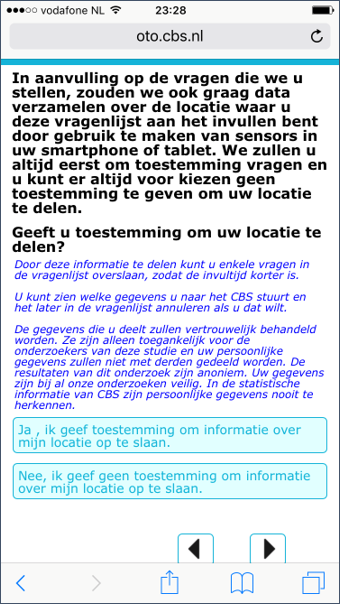 vodafone NL
23:28
oto.cbs.nl
In aanvulling op de vragen die we u
stellen, zouden we ook graag data
verzamelen over de locatie waar u
deze vragenlijst aan het invullen bent
door gebruik te maken van sensors in
uw smartphone of tablet. We zullen u
altijd eerst om toestemming vragen en
u kunt er altijd voor kiezen geen
toestemming te geven om uw locatie
te delen.
Geeft u toestemming om uw locatie te
delen?
Door deze informatie te delen kunt u enkele vragen in
de vragenlijst overslaan, zodat de invultijd korter is.
U kunt zien welke gegevens u naar het CBS stuurt en
het later in de vragenlijst annuleren als u dat wilt.
De gegevens die u deelt zullen vertrouwelijk behandeld
worden. Ze zijn alleen toegankelijk voor de
onderzoekers van deze studie en uw persoonlijke
gegevens zullen niet met derden gedeeld worden. De
resultaten van dit onderzoek zijn anoniem. Uw gegevens
zijn bij al onze onderzoeken veilig. In de statistische
informatie van CBS zijn persoonlijke gegevens nooit te
herkennen.
Ja , ik geef toestemming om informatie over
mijn locatie op te slaan.
Nee, ik geef geen toestemming om informatie
over mijn locatie op te slaan.